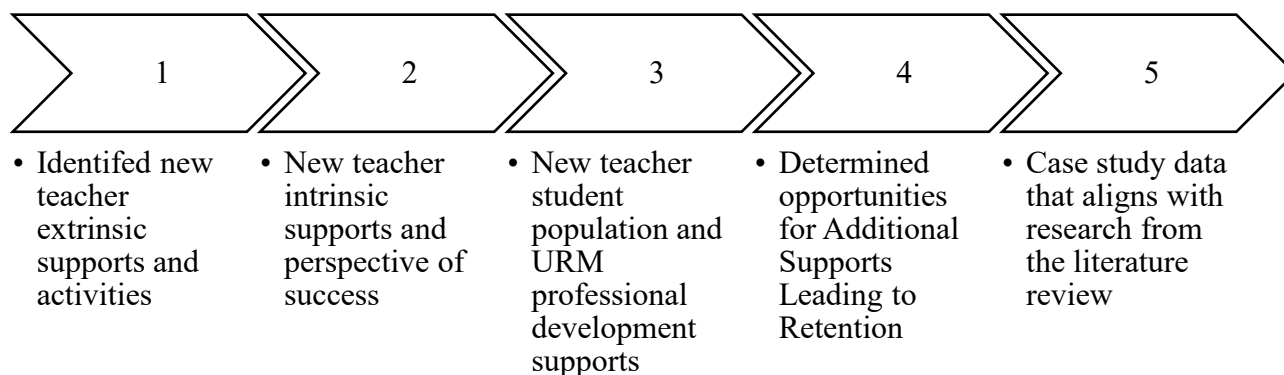 1
2
3
4
5
• Identifed new
teacher
extrinsic
supports and
activities
• New teacher
intrinsic
supports and
perspective of
success
• New teacher
student
population and
URM
professional
development
supports
• Determined
opportunities
for Additional
Supports
Leading to
Retention
• Case study data
that aligns with
research from
the literature
review